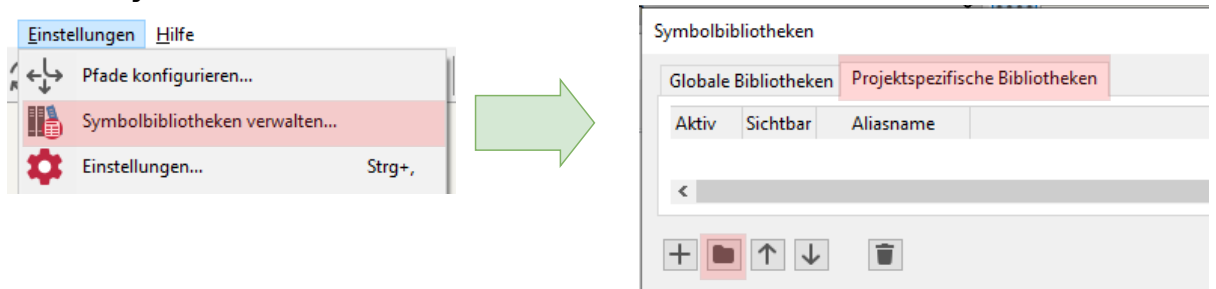 Einstellungen Hilfe
Pfade konfigurieren...
Symbolbibliotheken verwalten...
Einstellungen... Strg+,
Symbolbibliotheken
Globale Bibliotheken Projektspezifische Bibliotheken
Aktiv Sichtbar Aliasname